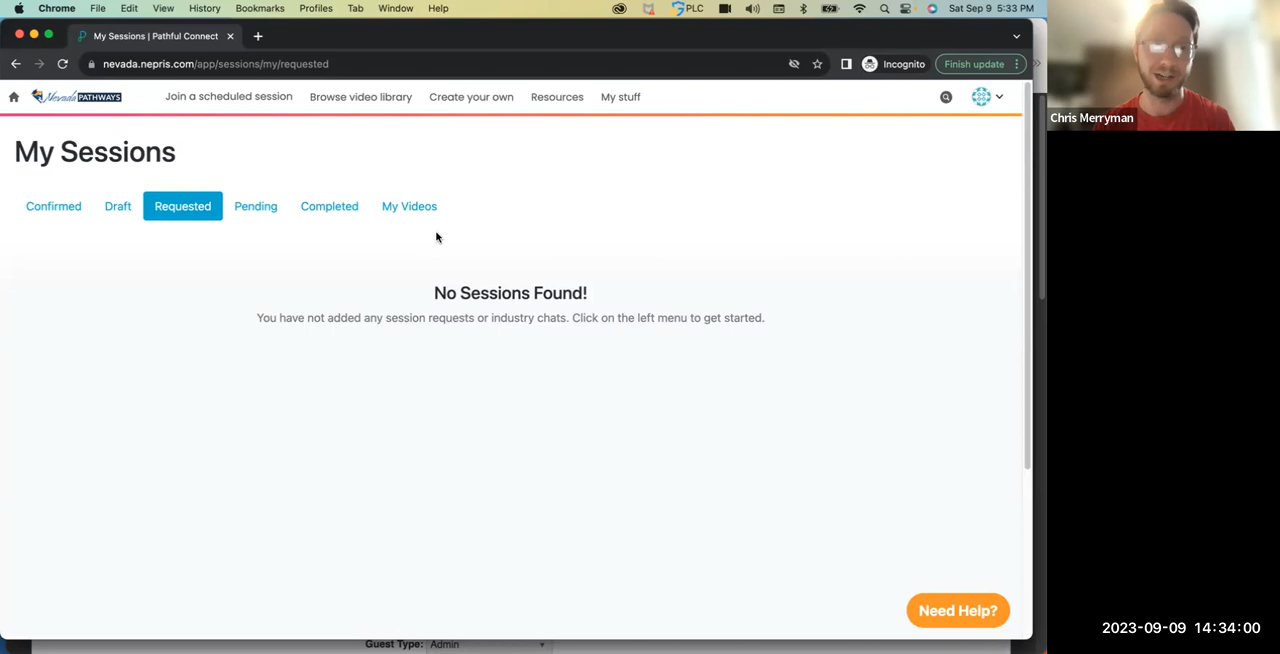 Chrome File Edit View History Bookmarks Profiles Tab Window Help PLC Sat Sep 9 5:33 PM
My Sessions | Pathful Connect
nevada.nepris.com/app/sessions/my/requested Incognito Finish update
Nevada PATHWAYS Join a scheduled session Browse video library Create your own Resources My stuff
Chris Merryman
My Sessions
Confirmed Draft Requested Pending Completed My Videos
No Sessions Found!
You have not added any session requests or industry chats. Click on the left menu to get started.
Need Help?
2023-09-09 14:34:00
Guest Type: Admin